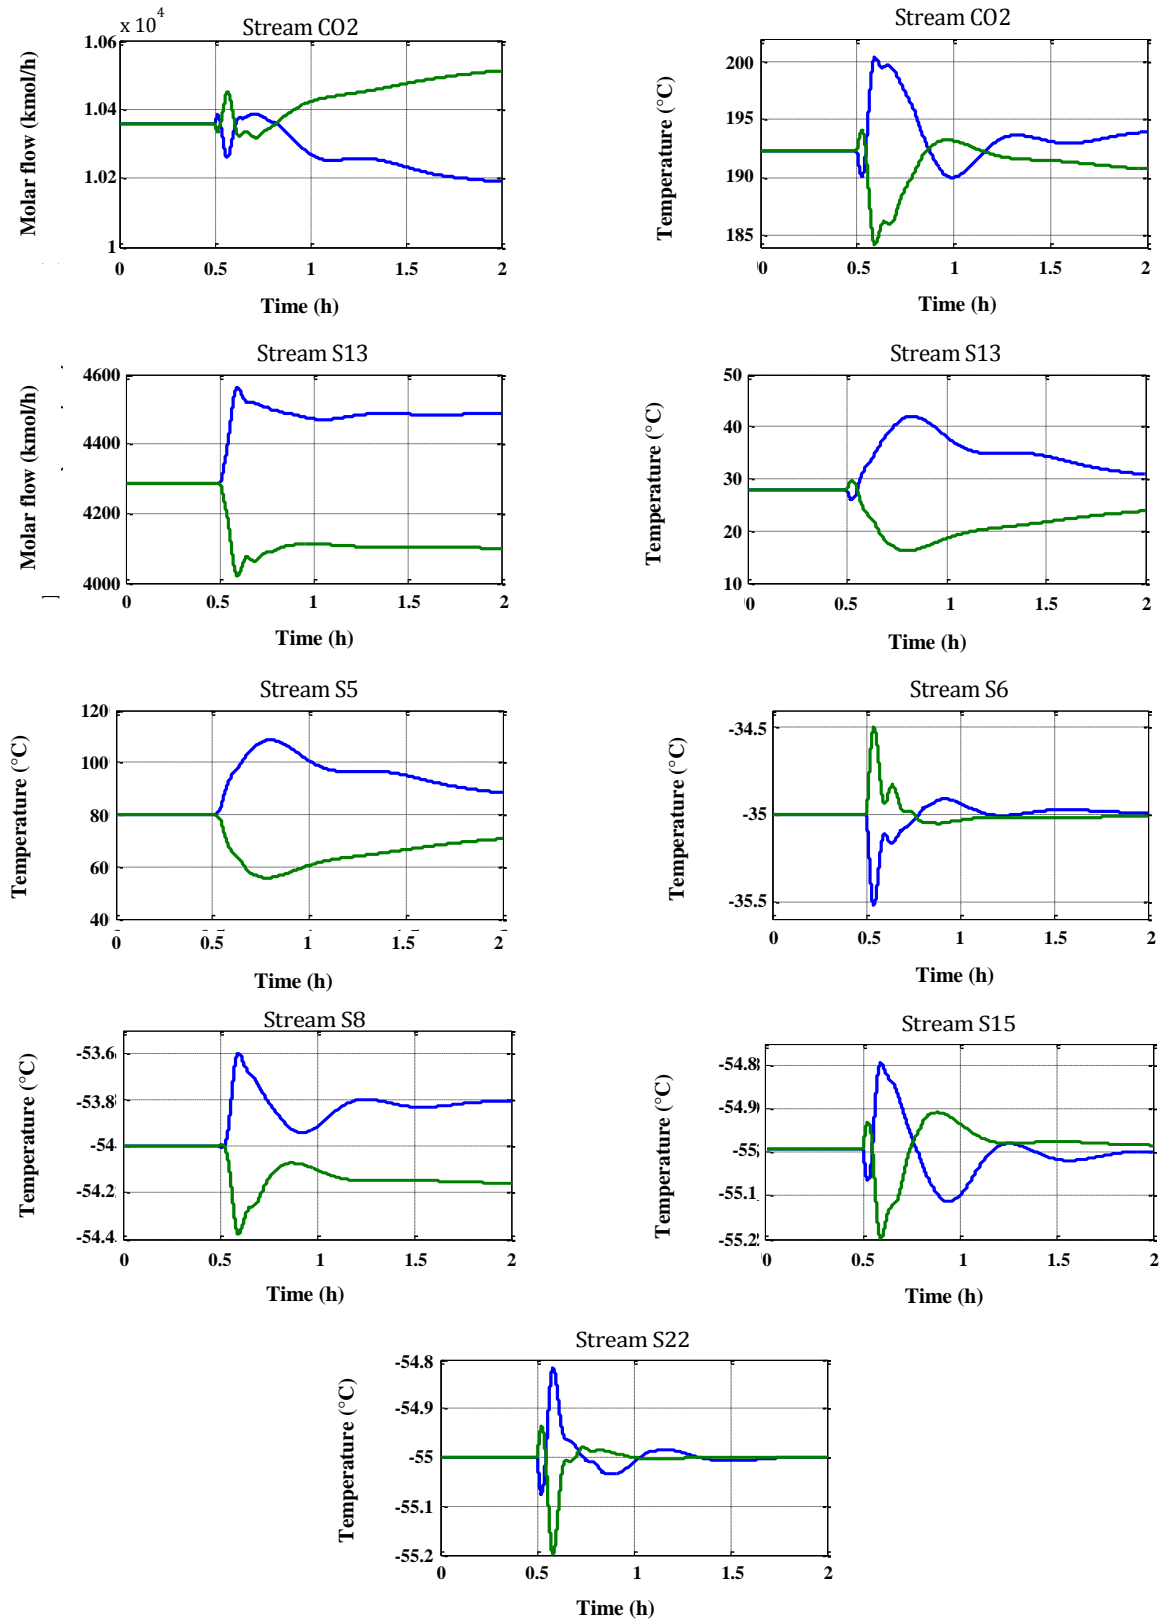 x 10⁴ Stream CO2
Molar flow (kmol/h)
1.06
1.04
1.02
1
0 0.5 1 1.5 2
Time (h)
Stream CO2
Temperature (°C)
200
195
190
185
0 0.5 1 1.5 2
Time (h)
Stream S13
Molar flow (kmol/h)
4600
4400
4200
4000
0 0.5 1 1.5 2
Time (h)
Stream S13
Temperature (°C)
50
40
30
20
10
0 0.5 1 1.5 2
Time (h)
Stream S5
Temperature (°C)
120
100
80
60
40
0 0.5 1 1.5 2
Time (h)
Stream S6
Temperature (°C)
-34.5
-35
-35.5
0 0.5 1 1.5 2
Time (h)
Stream S8
Temperature (°C)
-53.6
-53.8
-54
-54.2
-54.4
0 0.5 1 1.5 2
Time (h)
Stream S15
Temperature (°C)
-54.8
-54.9
-55
-55.1
-55.2
0 0.5 1 1.5 2
Time (h)
Stream S22
Temperature (°C)
-54.8
-54.9
-55
-55.1
-55.2
0 0.5 1 1.5 2
Time (h)